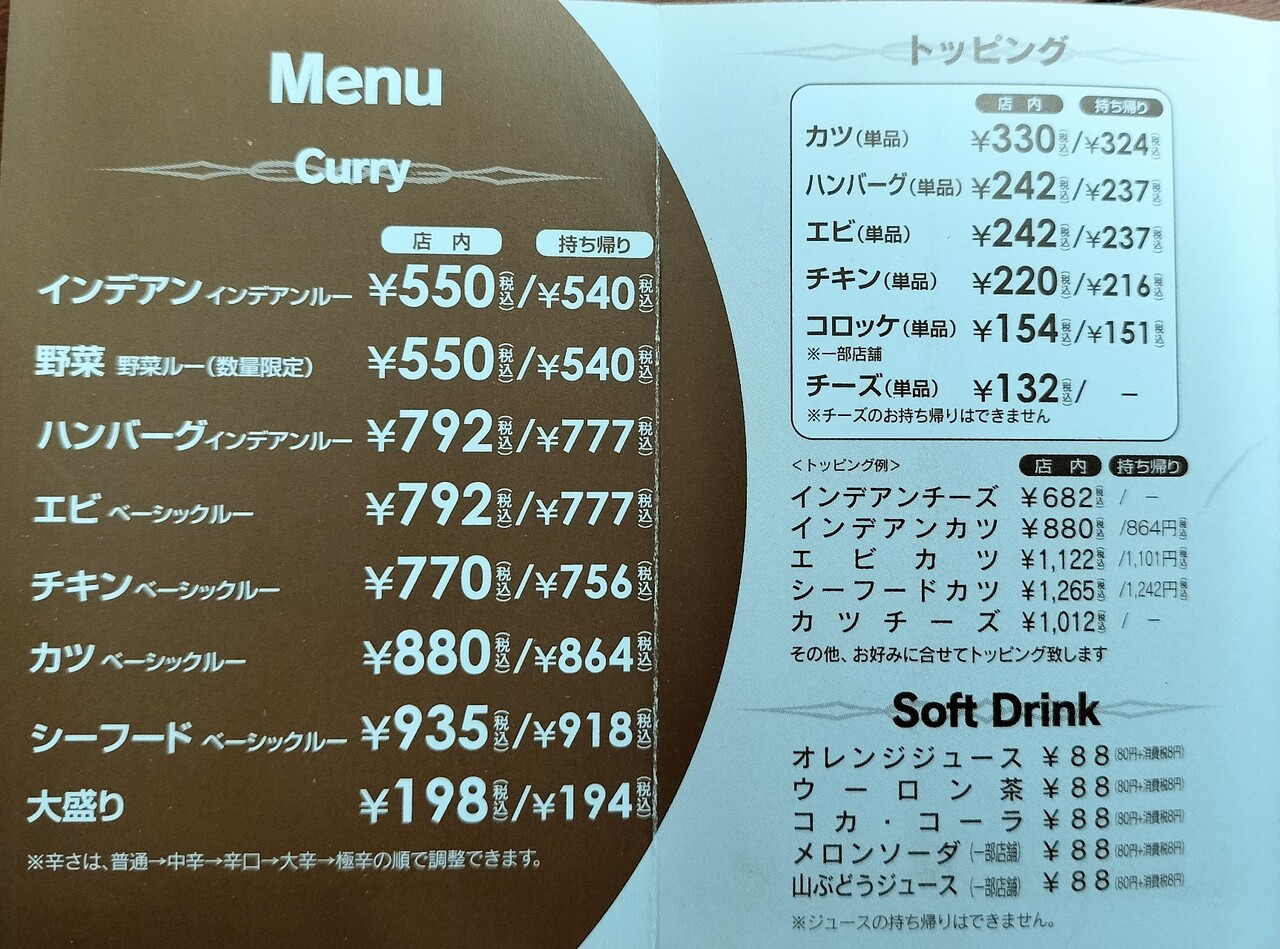 Menu
Curry
店内 持ち帰り
インデアン インデアンルー ¥550(税込)/¥540(税込)
野菜 野菜ルー(数量限定) ¥550(税込)/¥540(税込)
ハンバーグ インデアンルー ¥792(税込)/¥777(税込)
エビ ベーシックルー ¥792(税込)/¥777(税込)
チキン ベーシックルー ¥770(税込)/¥756(税込)
カツ ベーシックルー ¥880(税込)/¥864(税込)
シーフード ベーシックルー ¥935(税込)/¥918(税込)
大盛り ¥198(税込)/¥194(税込)
※辛さは、普通→中辛→辛口→大辛→極辛の順で調整できます。
トッピング
店内 持ち帰り
カツ(単品) ¥330(税込)/¥324(税込)
ハンバーグ(単品) ¥242(税込)/¥237(税込)
エビ(単品) ¥242(税込)/¥237(税込)
チキン(単品) ¥220(税込)/¥216(税込)
コロッケ(単品) ¥154(税込)/¥151(税込)
※一部店舗
チーズ(単品) ¥132(税込)/ −
※チーズのお持ち帰りはできません
<トッピング例> 店内 持ち帰り
インデアンチーズ ¥682(税込) / −
インデアンカツ ¥880(税込) /864円(税込)
エビカツ ¥1,122(税込) /1,101円(税込)
シーフードカツ ¥1,265(税込) /1,242円(税込)
カツチーズ ¥1,012(税込) / −
その他、お好みに合せてトッピング致します
Soft Drink
オレンジジュース ¥88(80円+消費税8円)
ウーロン茶 ¥88(80円+消費税8円)
コカ・コーラ ¥88(80円+消費税8円)
メロンソーダ(一部店舗) ¥88(80円+消費税8円)
山ぶどうジュース(一部店舗) ¥88(80円+消費税8円)
※ジュースの持ち帰りはできません。